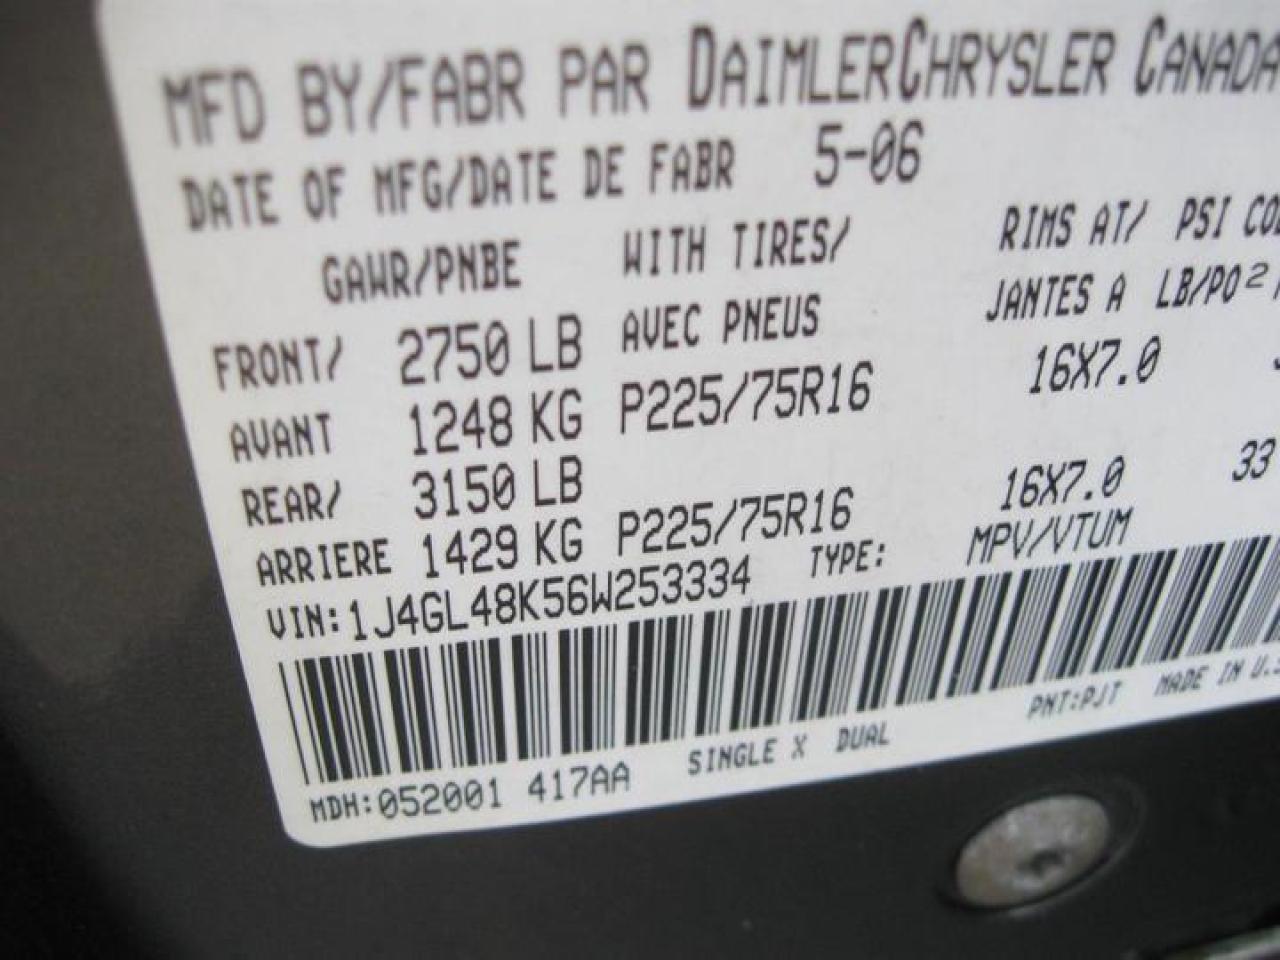 MFD BY/FABR PAR DAIMLERCHRYSLER CANADA
DATE OF MFG/DATE DE FABR 5-06
GAWR/PNBE WITH TIRES/ RIMS AT/ PSI
AVEC PNEUS JANTES A LB/PO²
FRONT/ 2750 LB
AVANT 1248 KG P225/75R16 16X7.0
REAR/ 3150 LB
ARRIERE 1429 KG P225/75R16 16X7.0 33
VIN:1J4GL48K56W253334 TYPE: MPV/VTUM
MDH:052001 417AA SINGLE X DUAL PNT:PJT MADE IN